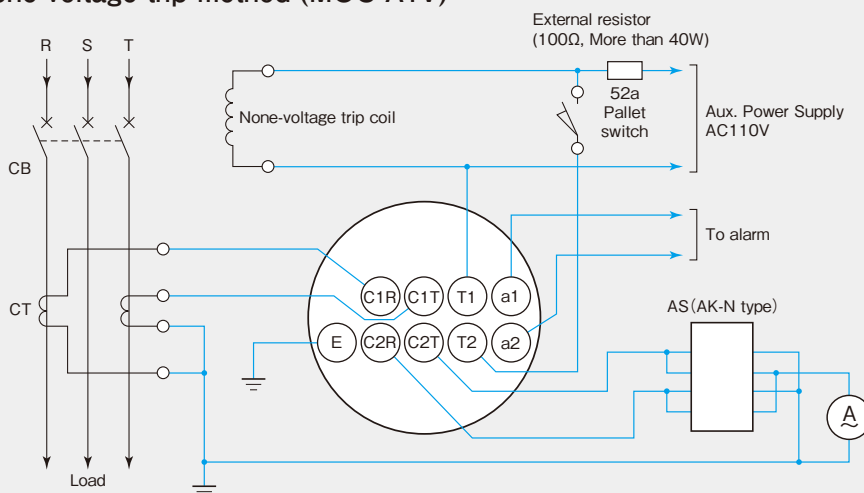 External resistor
(100Ω, More than 40W)
R S T
None-voltage trip coil
52a
Pallet
switch
Aux. Power Supply
AC110V
CB
To alarm
CT
C1R C1T T1 a1
E C2R C2T T2 a2
AS(AK-N type)
A
Load